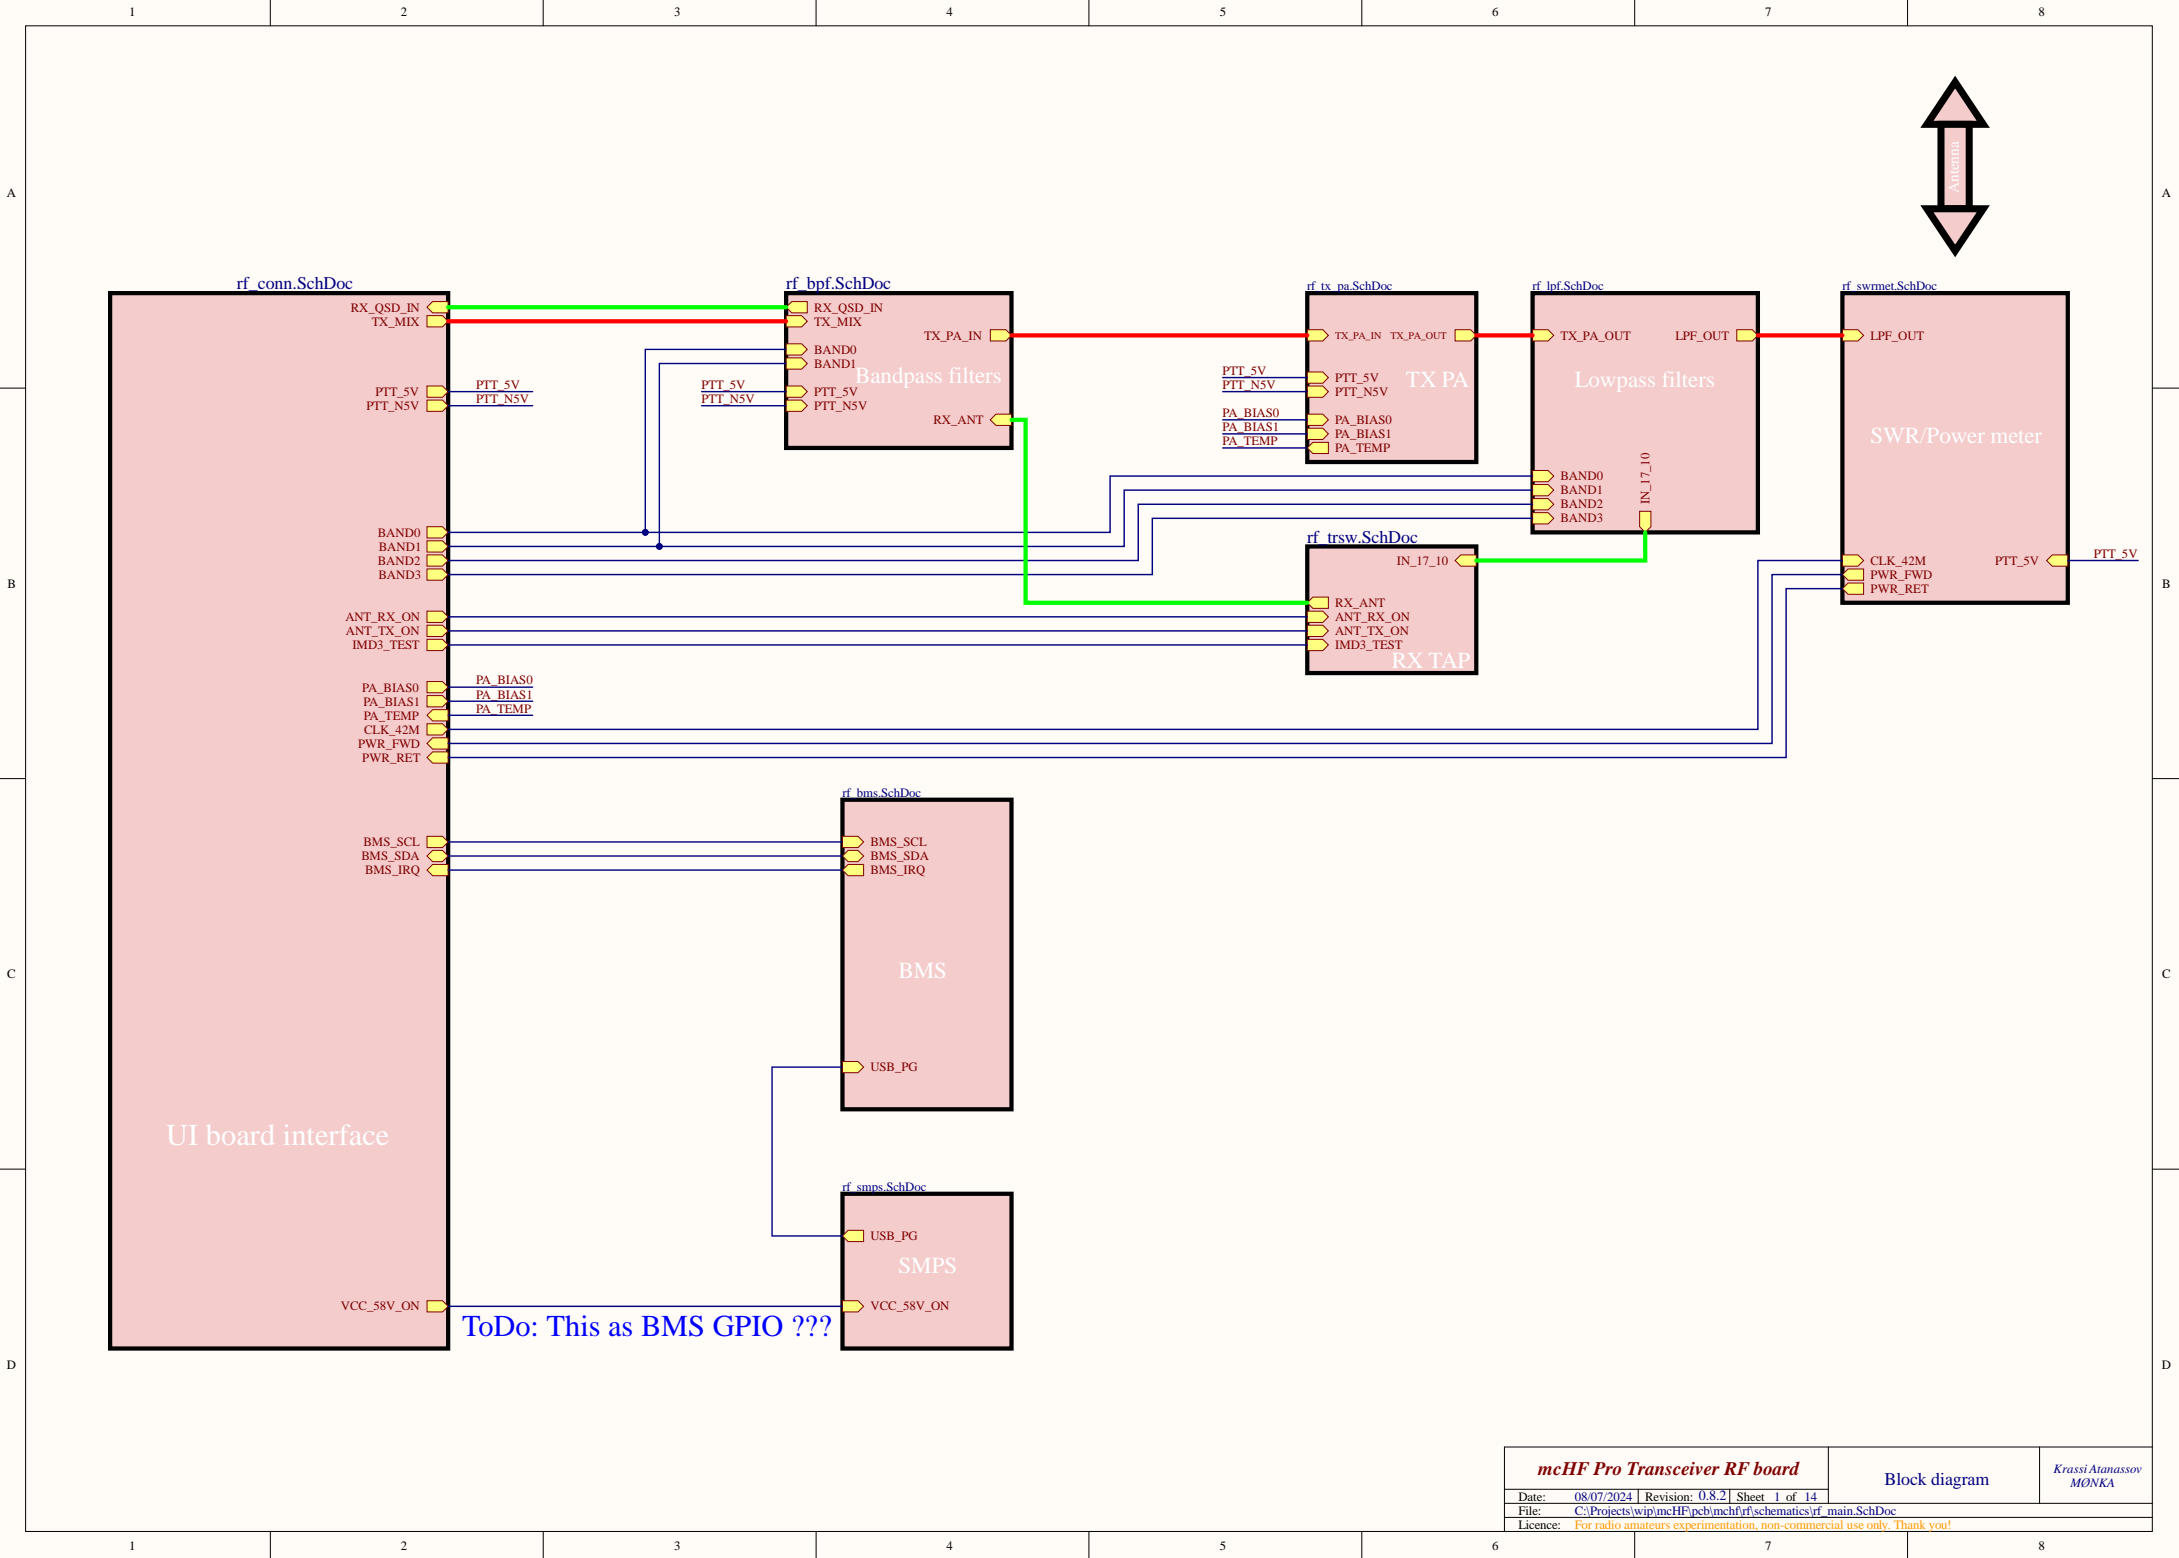 1 2 3 4 5 6 7 8
A A
B B
C C
D D
Antenna
rf_conn.SchDoc
RX_QSD_IN
TX_MIX
PTT_5V PTT_5V
PTT_N5V PTT_N5V
BAND0
BAND1
BAND2
BAND3
ANT_RX_ON
ANT_TX_ON
IMD3_TEST
PA_BIAS0 PA_BIAS0
PA_BIAS1 PA_BIAS1
PA_TEMP PA_TEMP
CLK_42M
PWR_FWD
PWR_RET
BMS_SCL
BMS_SDA
BMS_IRQ
UI board interface
VCC_58V_ON
ToDo: This as BMS GPIO ???
rf_bpf.SchDoc
RX_QSD_IN
TX_MIX
TX_PA_IN
BAND0
BAND1
Bandpass filters
PTT_5V PTT_5V
PTT_N5V PTT_N5V
RX_ANT
rf_tx_pa.SchDoc
TX_PA_IN TX_PA_OUT
PTT_5V PTT_5V
PTT_N5V PTT_N5V
TX PA
PA_BIAS0 PA_BIAS0
PA_BIAS1 PA_BIAS1
PA_TEMP PA_TEMP
rf_lpf.SchDoc
TX_PA_OUT LPF_OUT
Lowpass filters
IN_17_10
BAND0
BAND1
BAND2
BAND3
rf_trsw.SchDoc
IN_17_10
RX_ANT
ANT_RX_ON
ANT_TX_ON
IMD3_TEST
RX TAP
rf_swrmet.SchDoc
LPF_OUT
SWR/Power meter
CLK_42M PTT_5V PTT_5V
PWR_FWD
PWR_RET
rf_bms.SchDoc
BMS_SCL
BMS_SDA
BMS_IRQ
BMS
USB_PG
rf_smps.SchDoc
USB_PG
SMPS
VCC_58V_ON
mcHF Pro Transceiver RF board
Block diagram
Krassi Atanassov
MØNKA
Date: 08/07/2024 Revision: 0.8.2 Sheet 1 of 14
File: C:\Projects\wip\mcHF\pcb\mchf\rf\schematics\rf_main.SchDoc
Licence: For radio amateurs experimentation, non-commercial use only. Thank you!
1 2 3 4 5 6 7 8